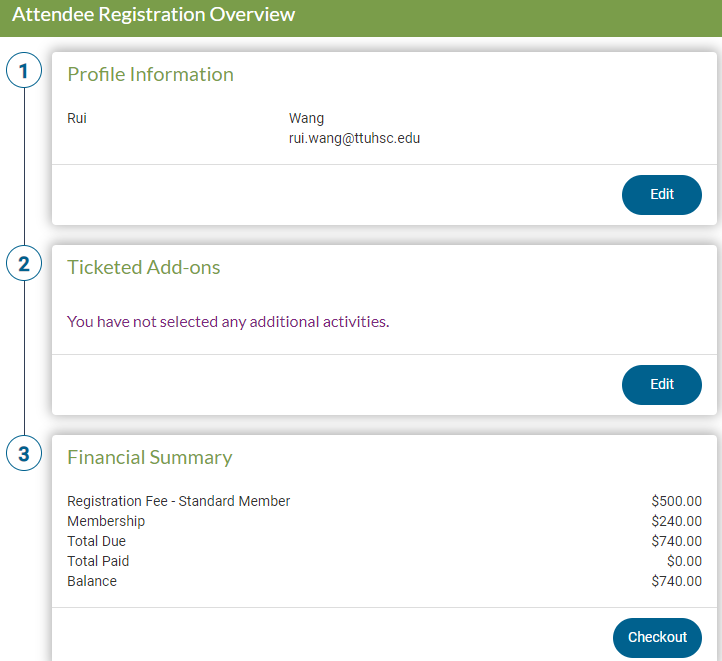 Attendee Registration Overview
1
Profile Information
Rui Wang
rui.wang@ttuhsc.edu
Edit
2
Ticketed Add-ons
You have not selected any additional activities.
Edit
3
Financial Summary
Registration Fee - Standard Member $500.00
Membership $240.00
Total Due $740.00
Total Paid $0.00
Balance $740.00
Checkout